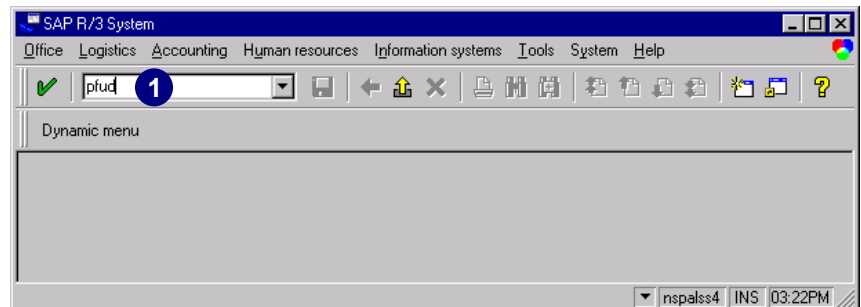 SAP R/3 System
Office Logistics Accounting Human resources Information systems Tools System Help
pfud 1
Dynamic menu
nspalss4 INS 03:22PM